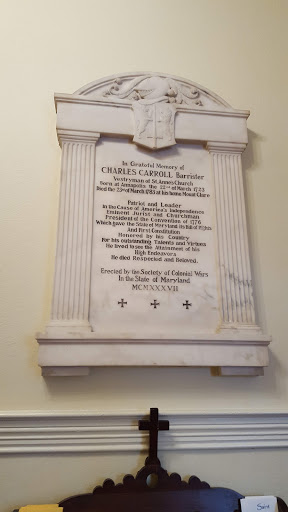 In Grateful Memory of
CHARLES CARROLL Barrister
Vestryman of St. Anne's Church
Born at Annapolis the 22nd of March 1723
Died the 23rd of March 1783 at his home Mount Clare
Patriot and Leader
in the Cause of America's Independence
Eminent Jurist and Churchman
President of the Convention of 1776
Which gave the State of Maryland its Bill of Rights
And First Constitution
Honored by his Country
For his outstanding Talents and Virtues
He lived to see the Attainment of his
High Endeavors
He died Respected and Beloved.
Erected by the Society of Colonial Wars
In the State of Maryland
MCMXXXVII